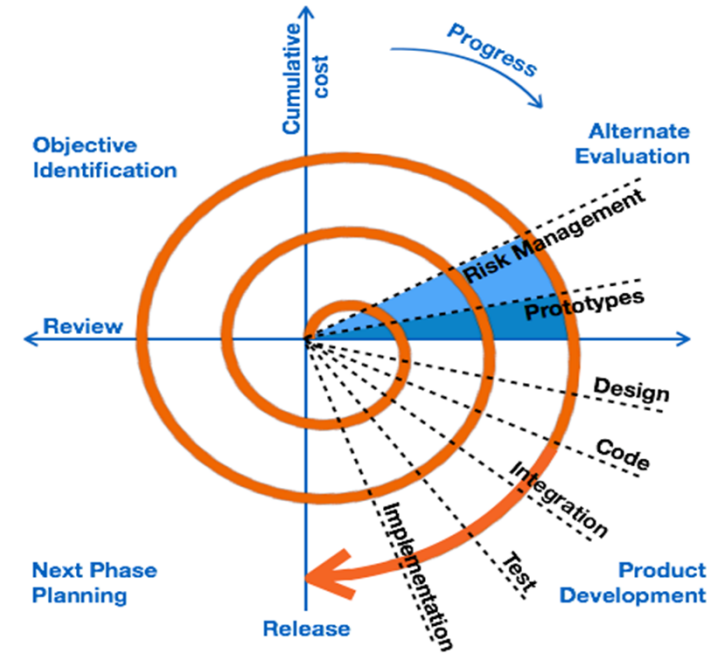 Cumulative
cost
Progress
Objective
Identification
Alternate
Evaluation
Risk Management
Prototypes
Review
Design
Code
Integration
Test
Implementation
Next Phase
Planning
Product
Development
Release